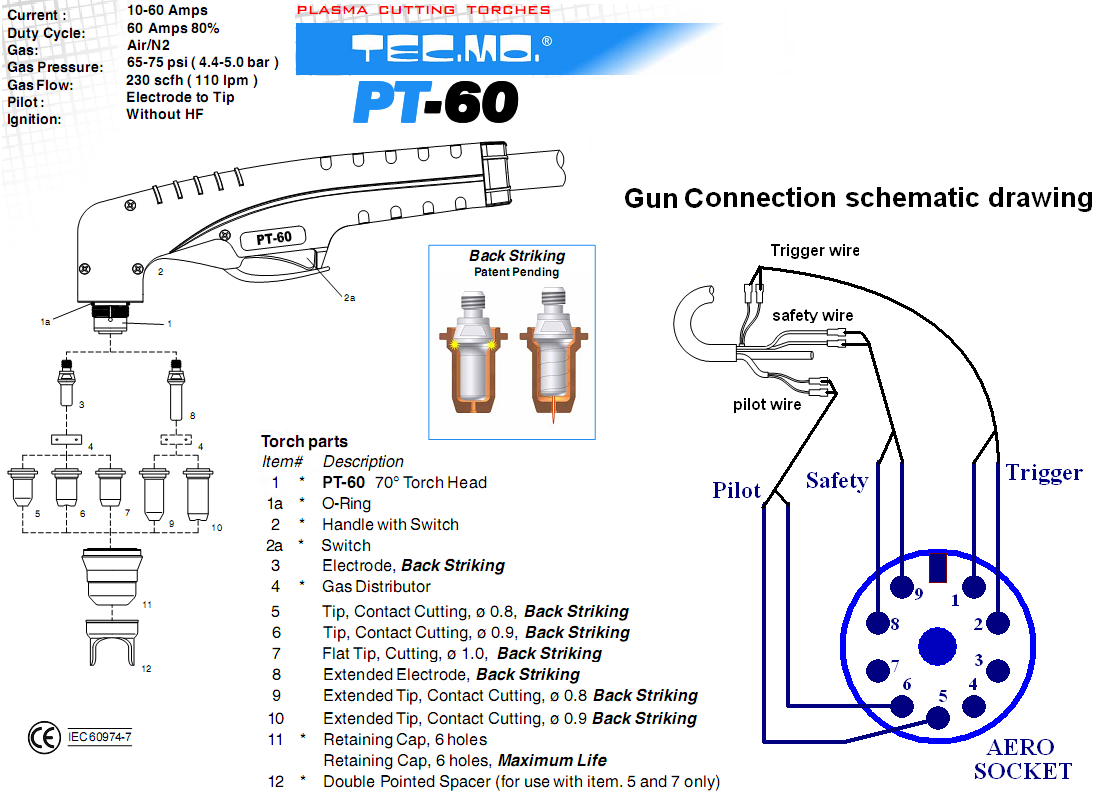 Current : 10-60 Amps
Duty Cycle: 60 Amps 80%
Gas: Air/N2
Gas Pressure: 65-75 psi ( 4.4-5.0 bar )
Gas Flow: 230 scfh ( 110 lpm )
Pilot : Electrode to Tip
Ignition: Without HF
PLASMA CUTTING TORCHES
TEC.MO.®
PT-60
PT-60
2
2a
1a
1
3
8
4
4
5
6
7
9
10
11
12
CE IEC60974-7
Back Striking
Patent Pending
Torch parts
Item# Description
1 * PT-60 70° Torch Head
1a * O-Ring
2 * Handle with Switch
2a * Switch
3 Electrode, Back Striking
4 * Gas Distributor
5 Tip, Contact Cutting, ø 0.8, Back Striking
6 Tip, Contact Cutting, ø 0.9, Back Striking
7 Flat Tip, Cutting, ø 1.0, Back Striking
8 Extended Electrode, Back Striking
9 Extended Tip, Contact Cutting, ø 0.8 Back Striking
10 Extended Tip, Contact Cutting, ø 0.9 Back Striking
11 * Retaining Cap, 6 holes
Retaining Cap, 6 holes, Maximum Life
12 * Double Pointed Spacer (for use with item. 5 and 7 only)
Gun Connection schematic drawing
Trigger wire
safety wire
pilot wire
Pilot
Safety
Trigger
9
1
8
2
7
3
6
4
5
AERO
SOCKET